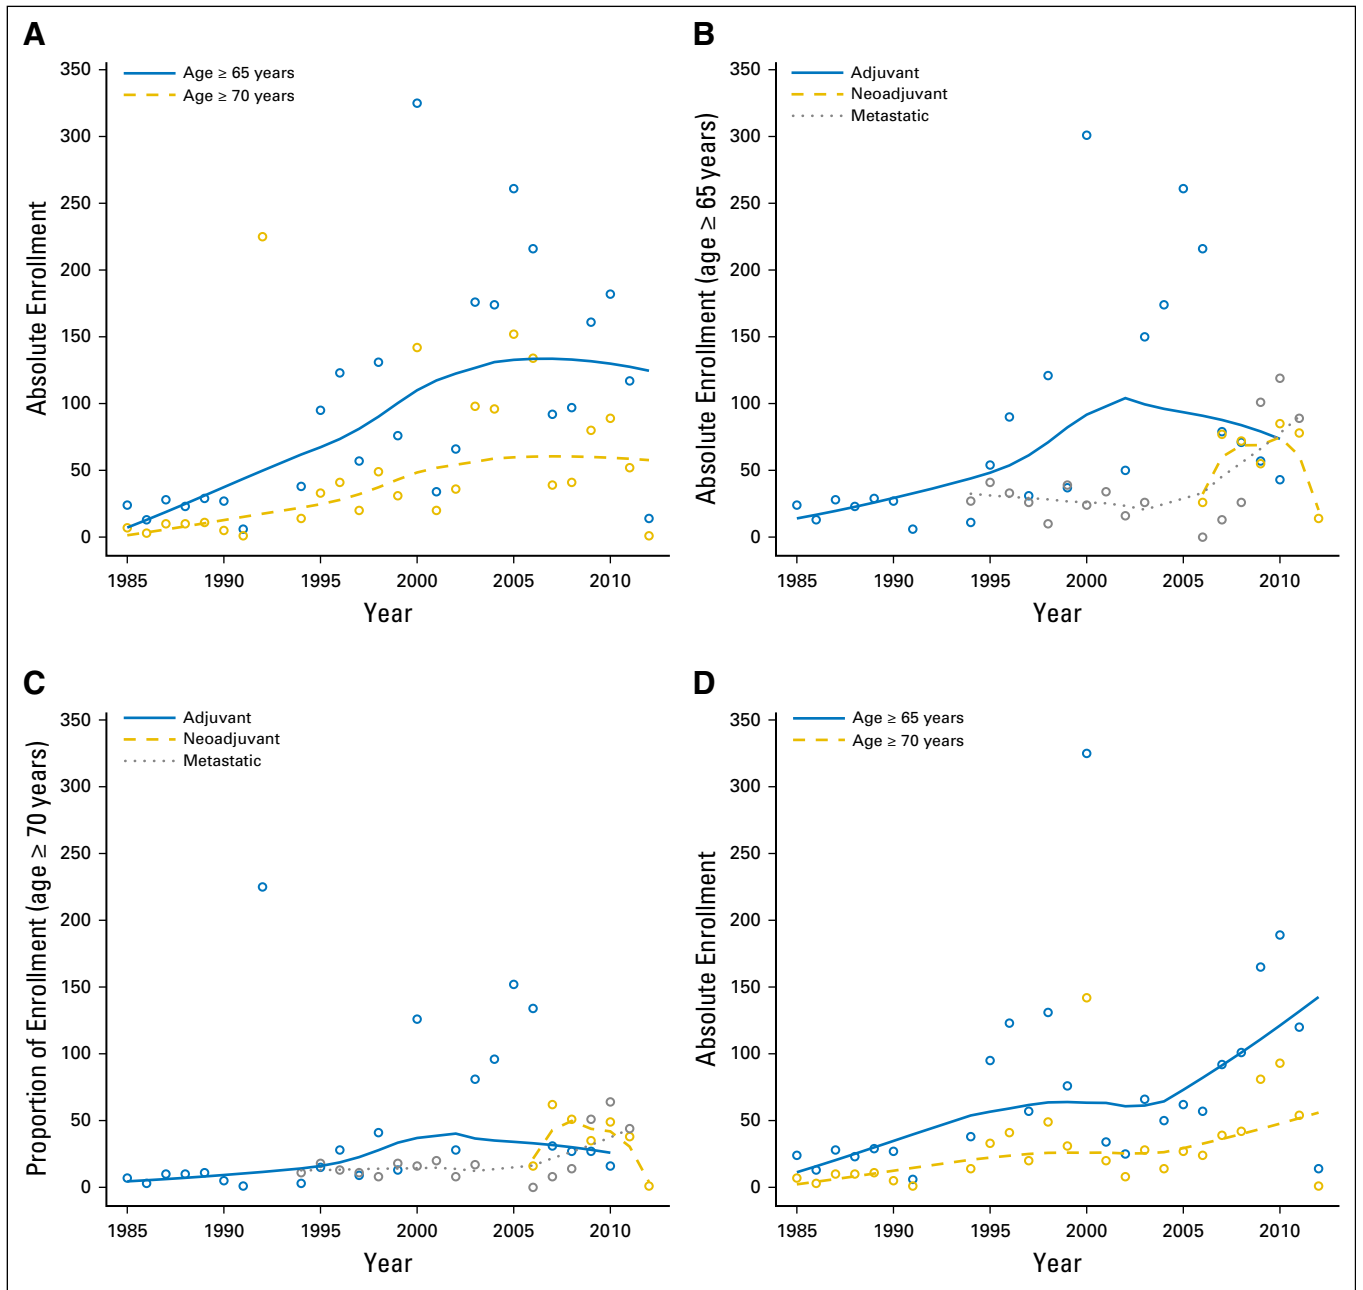 A
Age ≥ 65 years
Age ≥ 70 years
350
300
250
200
150
100
50
0
Absolute Enrollment
1985 1990 1995 2000 2005 2010
Year
B
Adjuvant
Neoadjuvant
Metastatic
350
300
250
200
150
100
50
0
Absolute Enrollment (age ≥ 65 years)
1985 1990 1995 2000 2005 2010
Year
C
Adjuvant
Neoadjuvant
Metastatic
350
300
250
200
150
100
50
0
Proportion of Enrollment (age ≥ 70 years)
1985 1990 1995 2000 2005 2010
Year
D
Age ≥ 65 years
Age ≥ 70 years
350
300
250
200
150
100
50
0
Absolute Enrollment
1985 1990 1995 2000 2005 2010
Year